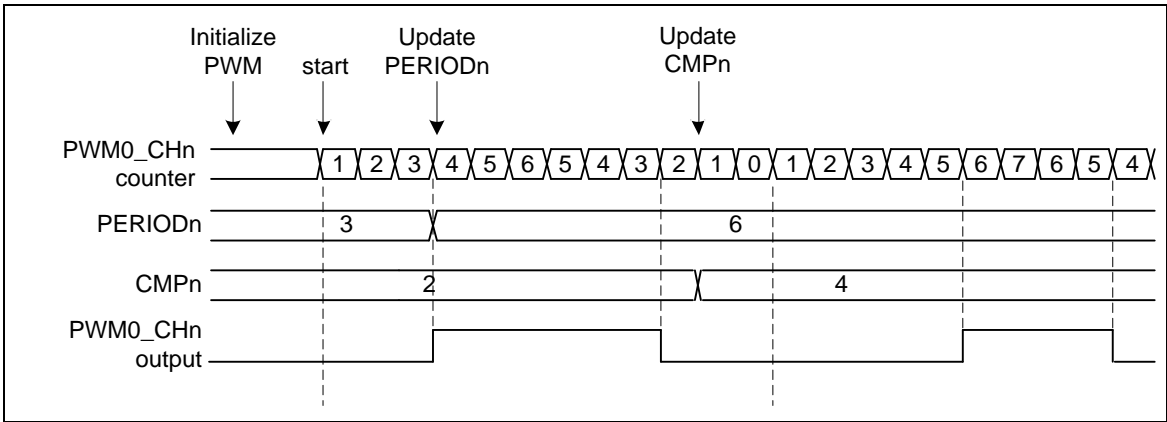 Initialize
PWM
start
Update
PERIODn
Update
CMPn
PWM0_CHn
counter
1 2 3 4 5 6 5 4 3 2 1 0 1 2 3 4 5 6 7 6 5 4
PERIODn
3 6
CMPn
2 4
PWM0_CHn
output